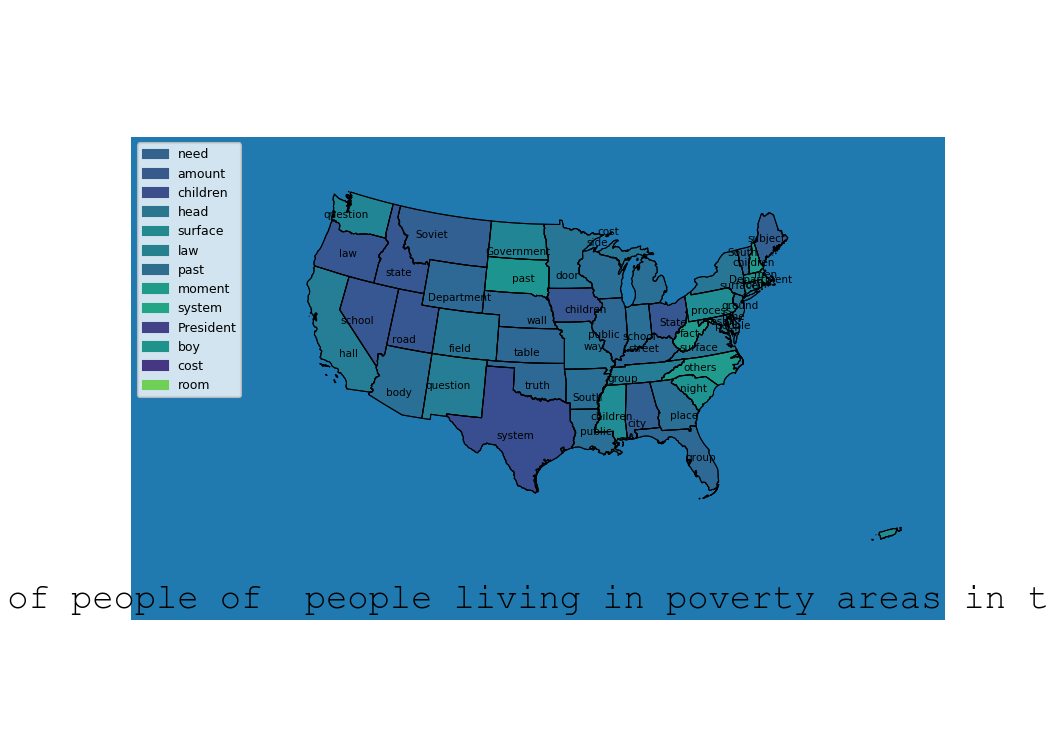 need
amount
children
head
surface
law
past
moment
system
President
boy
cost
room
question
Soviet
cost
side
subject
law
state
Government
South
children
Department
past
door
Department
school
road
wall
children
public
school
State
process
ground
people
hall
field
table
way
street
fact
surface
body
question
truth
South
group
others
night
system
public
children
city
place
group
of people of  people living in poverty areas in t